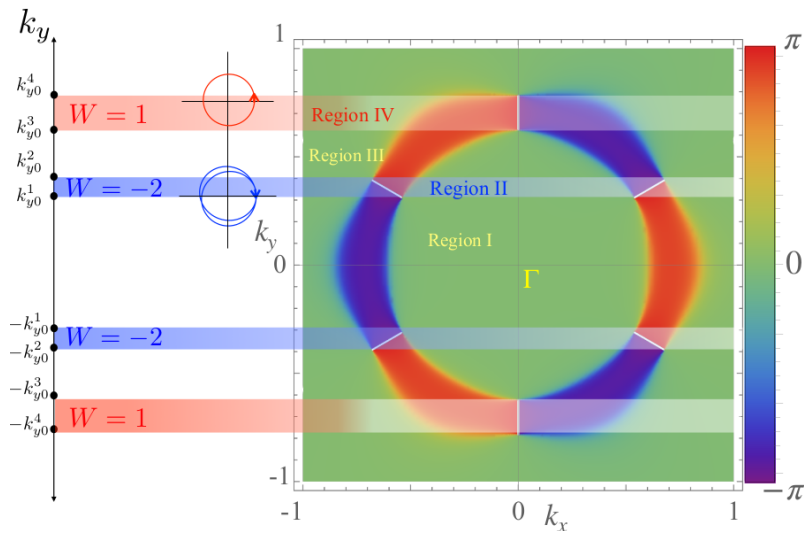 k_y
k_{y0}^4
W = 1
k_{y0}^3
k_{y0}^2
W = -2
k_{y0}^1
-k_{y0}^1
W = -2
-k_{y0}^2
-k_{y0}^3
W = 1
-k_{y0}^4
1
k_y
0
-1
Region IV
Region III
Region II
Region I
Γ
-1
0
k_x
1
π
0
-π